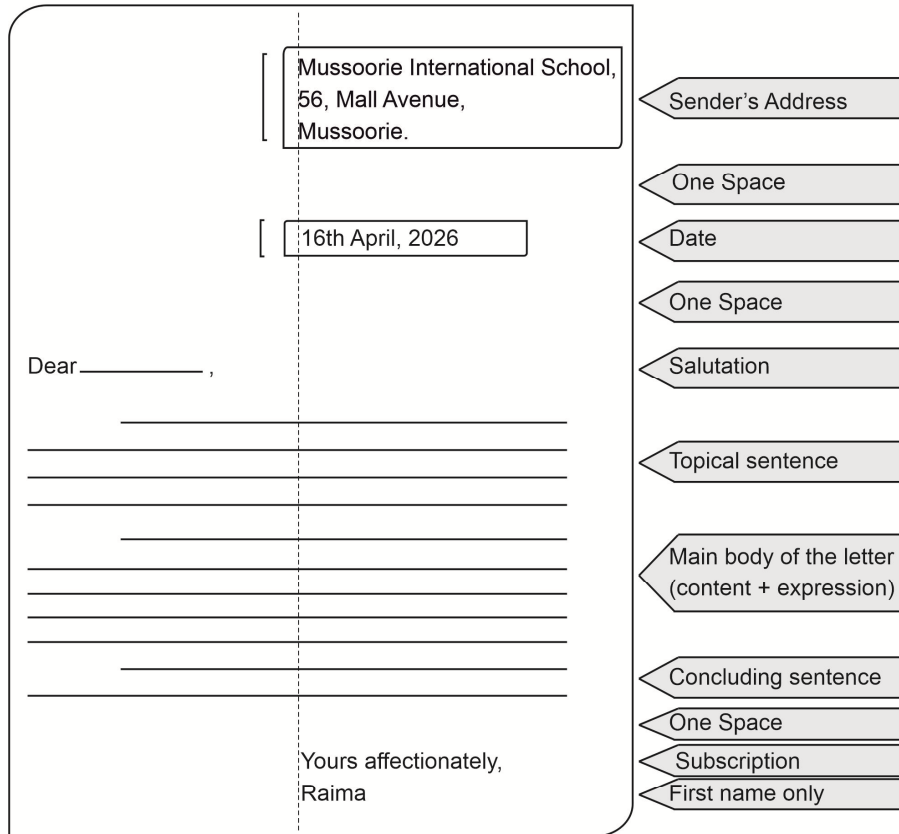 Mussoorie International School,
56, Mall Avenue,
Mussoorie.
Sender's Address
One Space
16th April, 2026
Date
One Space
Dear ,
Salutation
Topical sentence
Main body of the letter
(content + expression)
Concluding sentence
One Space
Yours affectionately,
Subscription
Raima
First name only